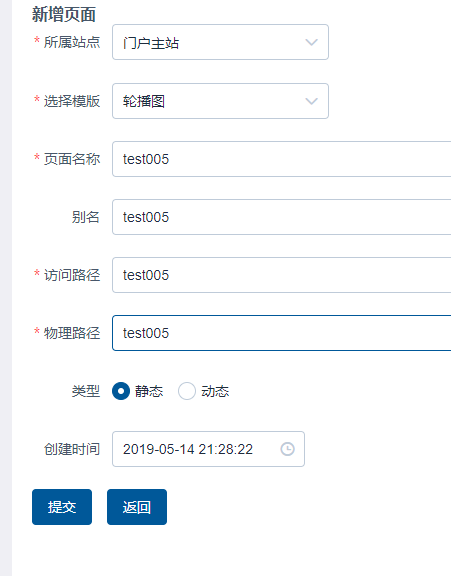 新增页面
* 所属站点 门户主站
* 选择模版 轮播图
* 页面名称 test005
别名 test005
* 访问路径 test005
* 物理路径 test005
类型 静态 动态
创建时间 2019-05-14 21:28:22
提交 返回